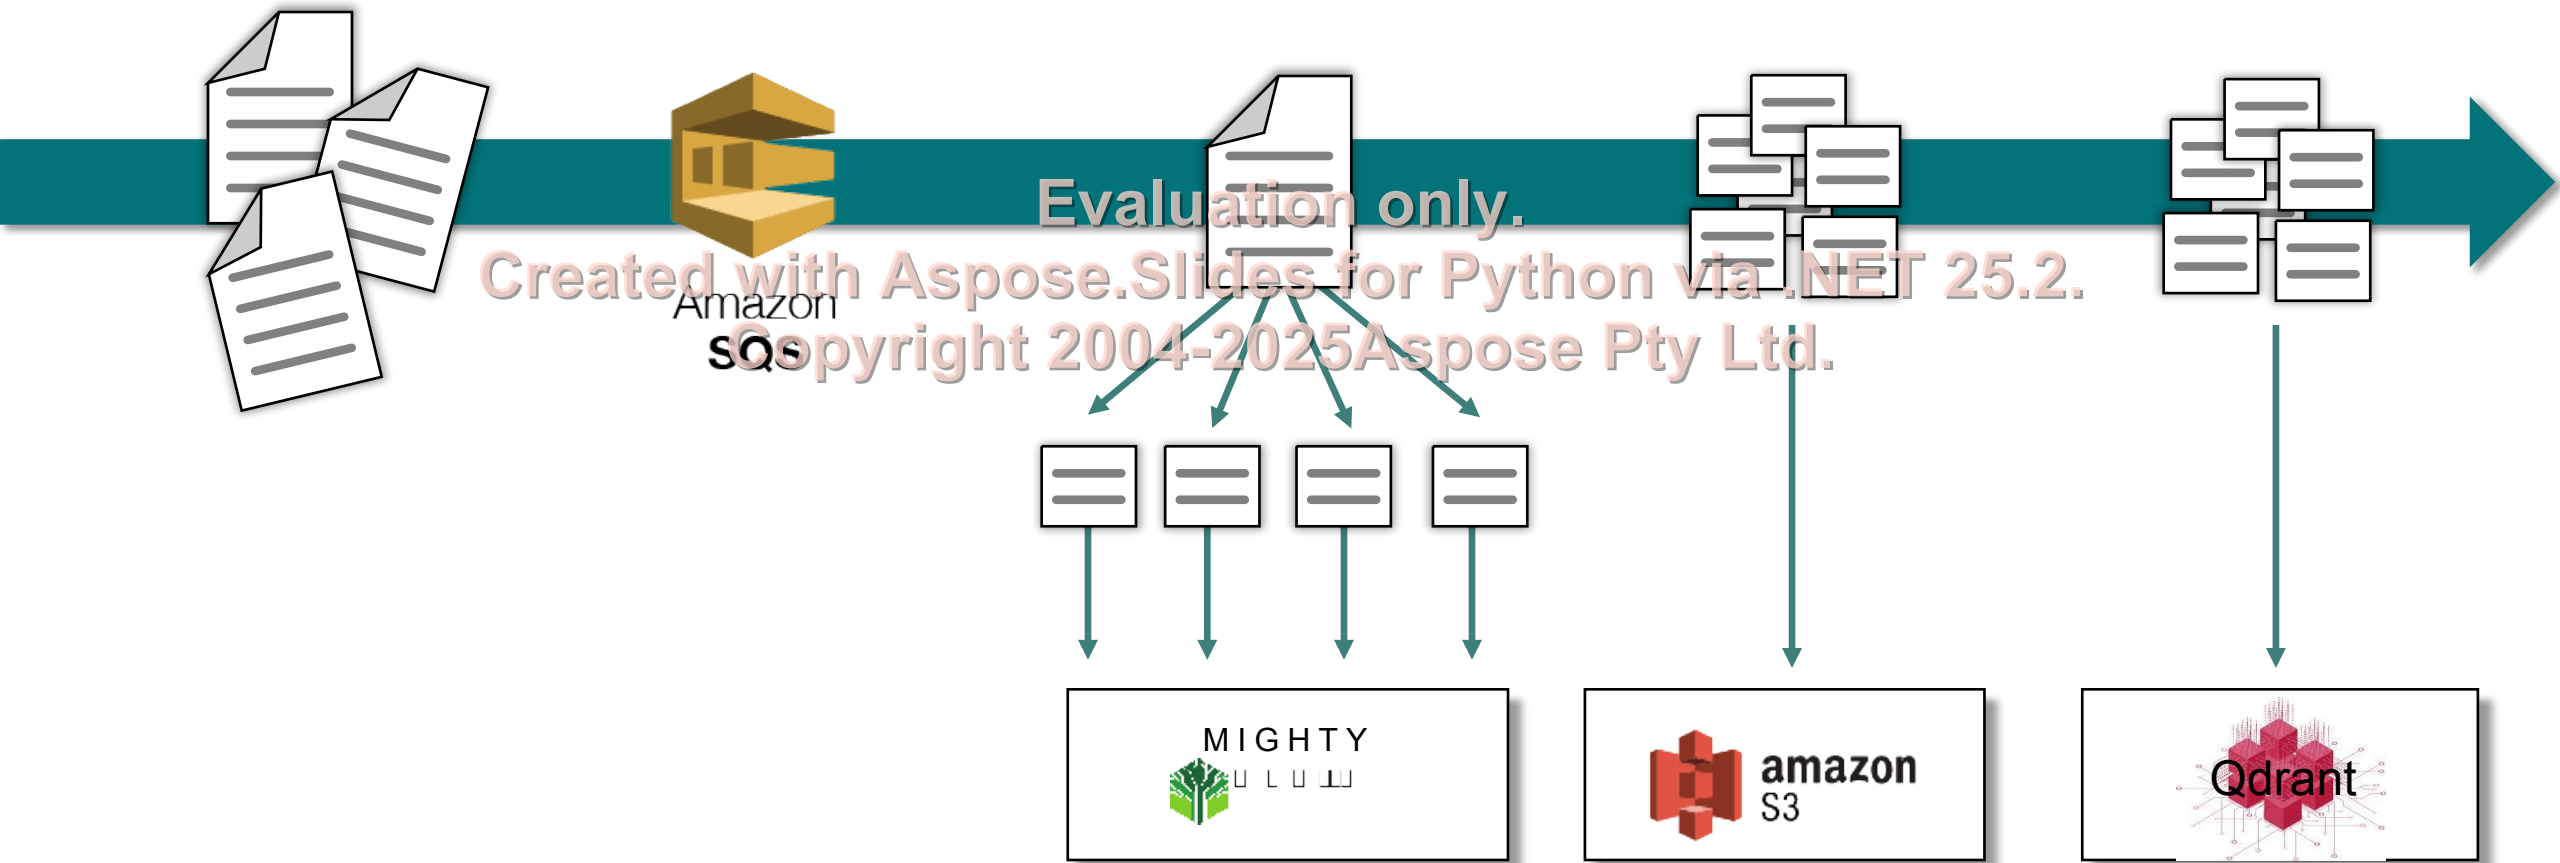 Evaluation only.
Created with Aspose.Slides for Python via .NET 25.2.
Copyright 2004-2025Aspose Pty Ltd.
Amazon
SQS
MIGHTY
amazon
S3
Qdrant